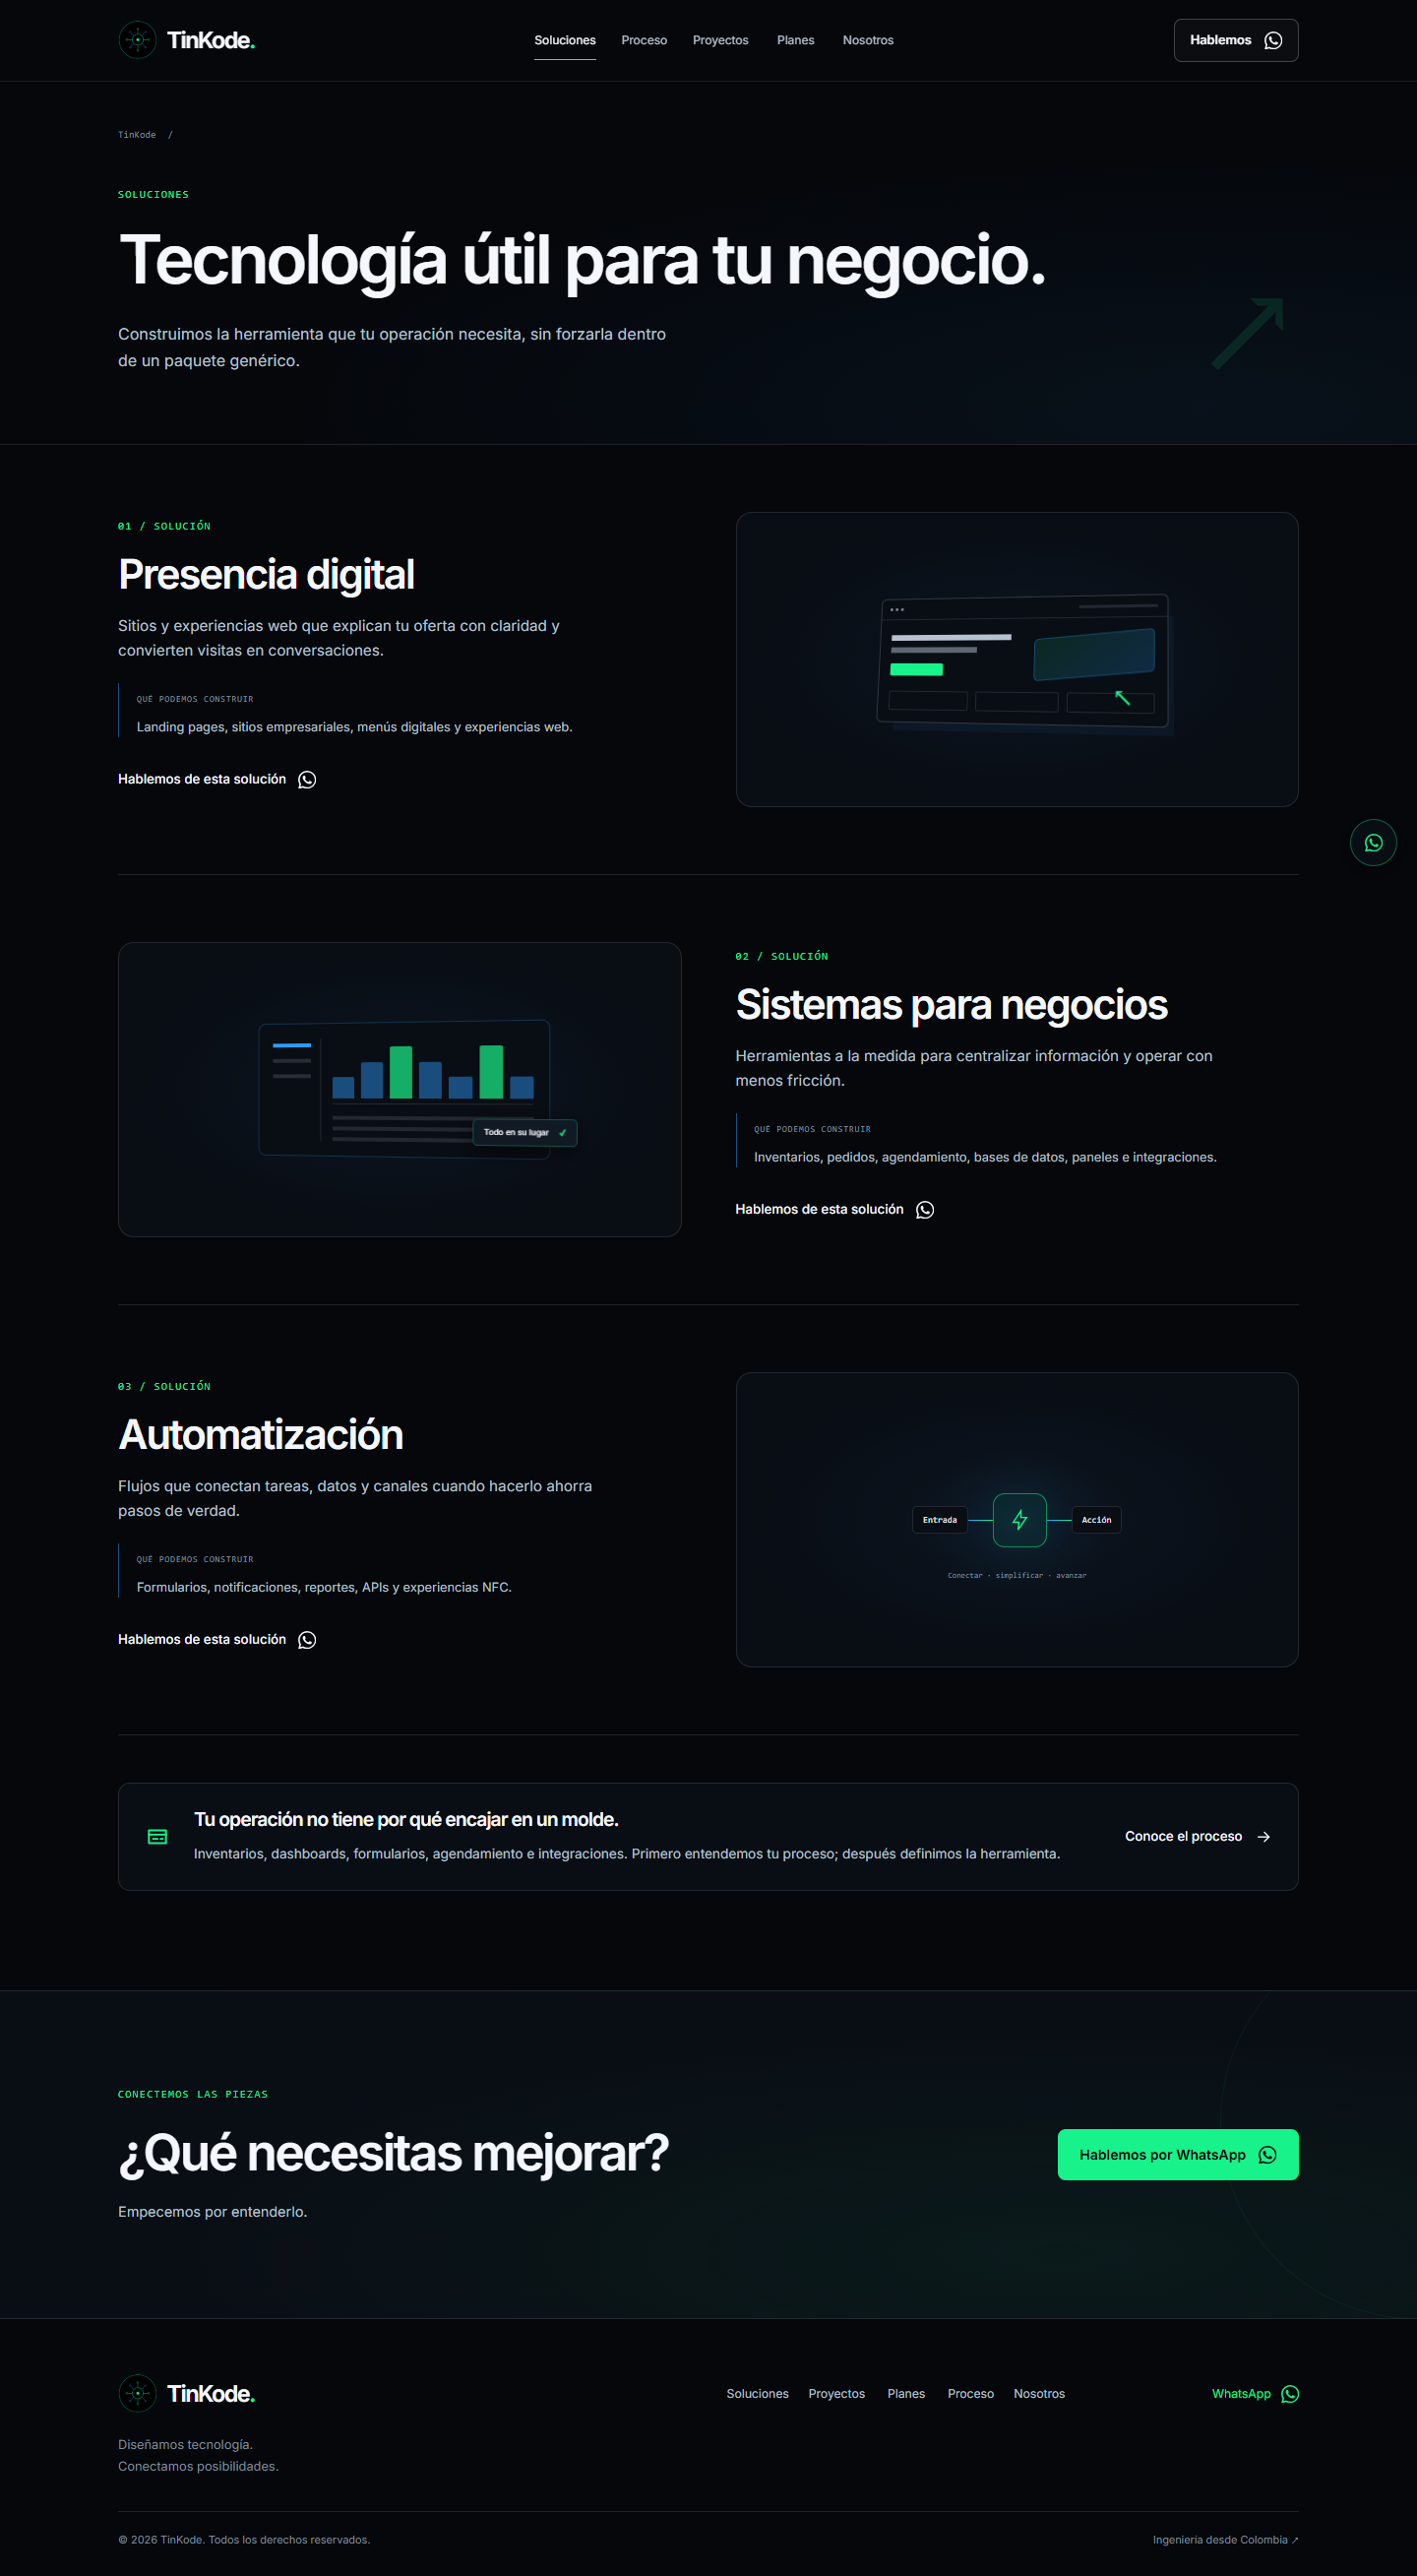 TinKode.
Soluciones
Proceso
Proyectos
Planes
Nosotros
Hablemos
TinKode /
SOLUCIONES
Tecnología útil para tu negocio.
Construimos la herramienta que tu operación necesita, sin forzarla dentro
de un paquete genérico.
01 / SOLUCIÓN
Presencia digital
Sitios y experiencias web que explican tu oferta con claridad y
convierten visitas en conversaciones.
QUÉ PODEMOS CONSTRUIR
Landing pages, sitios empresariales, menús digitales y experiencias web.
Hablemos de esta solución
Todo en su lugar ✓
02 / SOLUCIÓN
Sistemas para negocios
Herramientas a la medida para centralizar información y operar con
menos fricción.
QUÉ PODEMOS CONSTRUIR
Inventarios, pedidos, agendamiento, bases de datos, paneles e integraciones.
Hablemos de esta solución
03 / SOLUCIÓN
Automatización
Flujos que conectan tareas, datos y canales cuando hacerlo ahorra
pasos de verdad.
QUÉ PODEMOS CONSTRUIR
Formularios, notificaciones, reportes, APIs y experiencias NFC.
Hablemos de esta solución
Entrada
Acción
Conectar · simplificar · avanzar
Tu operación no tiene por qué encajar en un molde.
Inventarios, dashboards, formularios, agendamiento e integraciones. Primero entendemos tu proceso; después definimos la herramienta.
Conoce el proceso →
CONECTEMOS LAS PIEZAS
¿Qué necesitas mejorar?
Empecemos por entenderlo.
Hablemos por WhatsApp
TinKode.
Diseñamos tecnología.
Conectamos posibilidades.
Soluciones
Proyectos
Planes
Proceso
Nosotros
WhatsApp
© 2026 TinKode. Todos los derechos reservados.
Ingeniería desde Colombia ↗